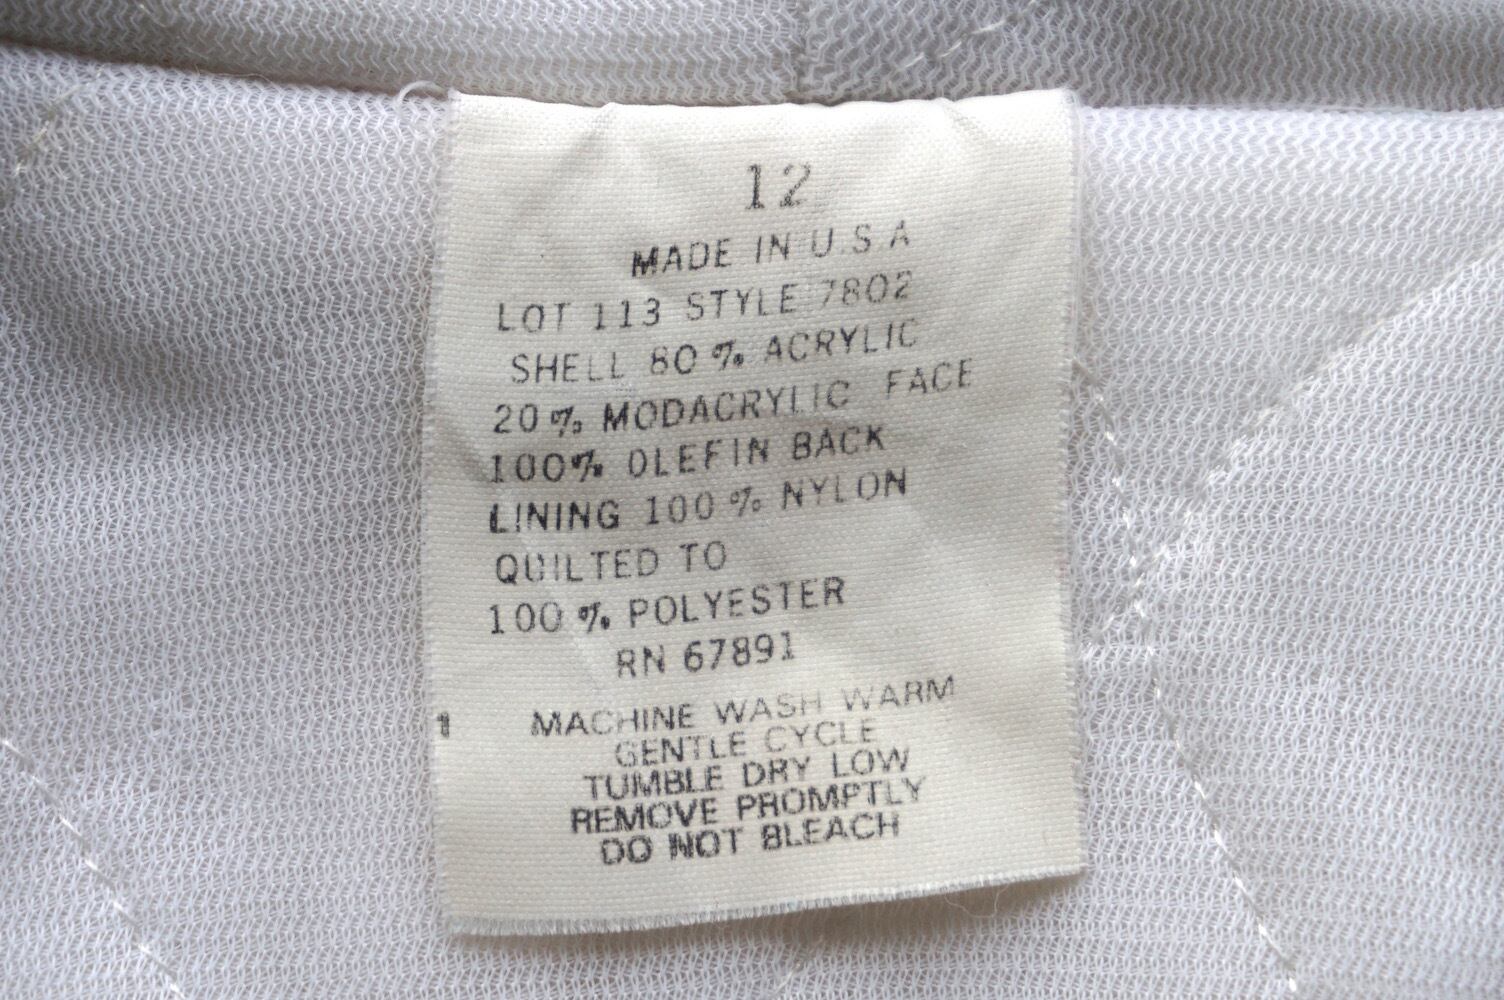 12
MADE IN U.S.A
LOT 113 STYLE 7802
SHELL 80% ACRYLIC
20% MODACRYLIC FACE
100% OLEFIN BACK
LINING 100% NYLON
QUILTED TO
100% POLYESTER
RN 67891
1
MACHINE WASH WARM
GENTLE CYCLE
TUMBLE DRY LOW
REMOVE PROMPTLY
DO NOT BLEACH